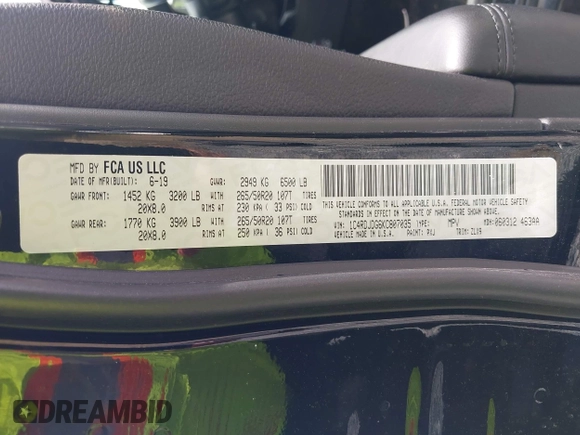 MFD BY FCA US LLC
DATE OF MFR(BUILT): 6-19 GVWR: 2949 KG 6500 LB
GAWR FRONT: 1452 KG 3200 LB WITH 265/50R20 107T TIRES
20X8.0 RIMS AT 230 KPA ( 33 PSI) COLD
GAWR REAR: 1770 KG 3900 LB WITH 265/50R20 107T TIRES
20X8.0 RIMS AT 250 KPA ( 36 PSI) COLD
THIS VEHICLE CONFORMS TO ALL APPLICABLE U.S.A. FEDERAL MOTOR VEHICLE SAFETY
STANDARDS IN EFFECT ON THE DATE OF MANUFACTURE SHOWN ABOVE.
VIN: 1C4RDJDG6KC807035 TYPE: MPV MDH: 060312 463AA
VEHICLE MADE IN U.S.A. PAINT: PXJ TRIM: ZLX9
DREAMBID